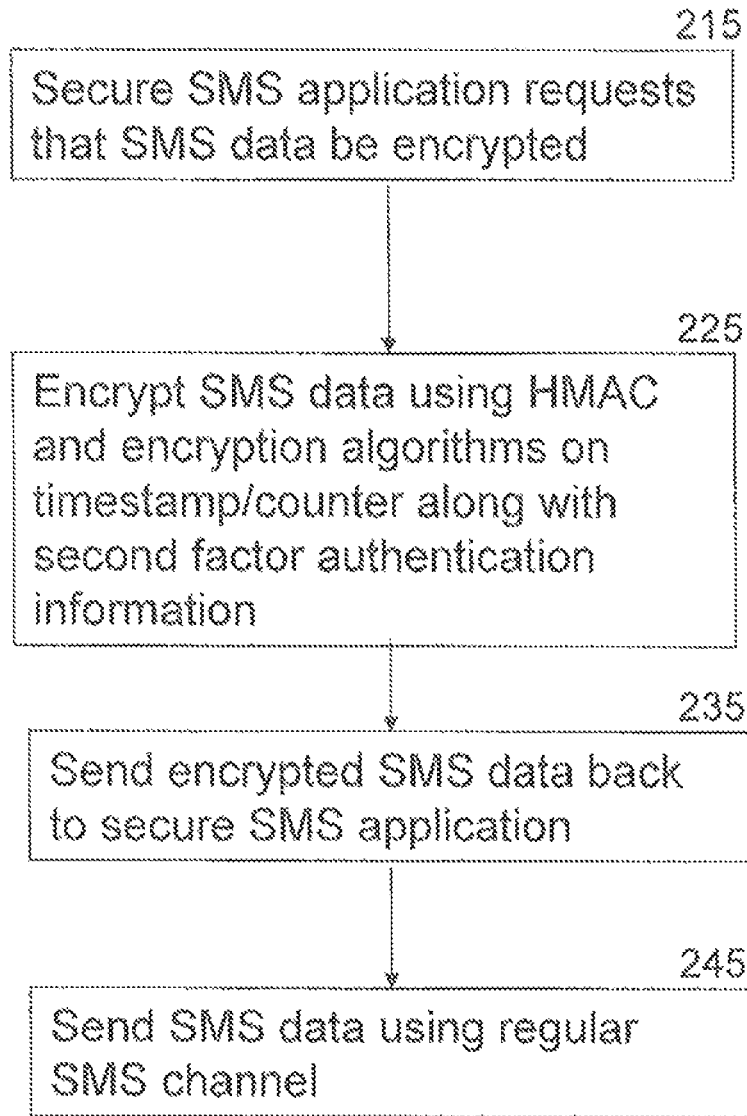 215
Secure SMS application requests
that SMS data be encrypted
225
Encrypt SMS data using HMAC
and encryption algorithms on
timestamp/counter along with
second factor authentication
information
235
Send encrypted SMS data back
to secure SMS application
245
Send SMS data using regular
SMS channel